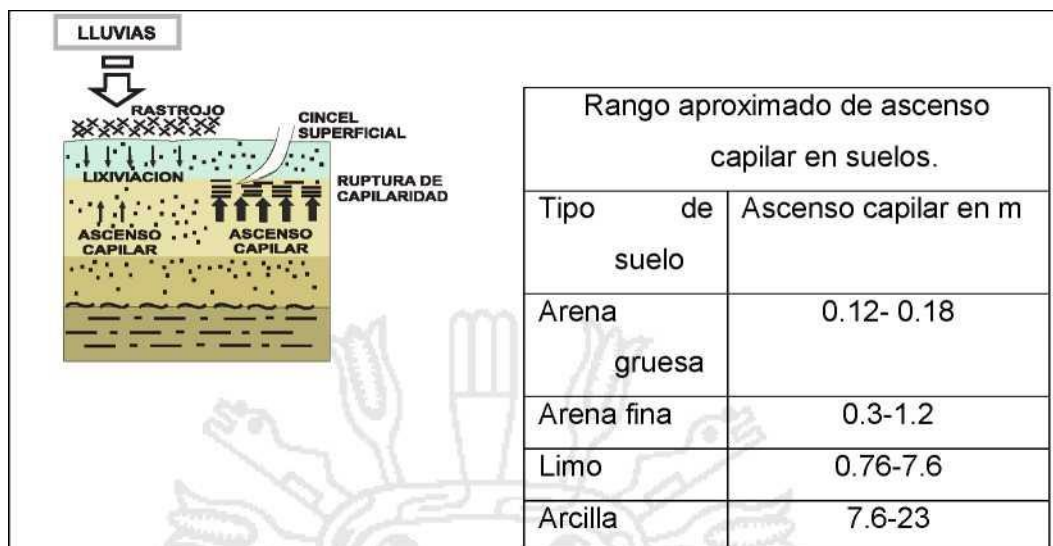 LLUVIAS
RASTROJO
CINCEL
SUPERFICIAL
LIXIVIACION
RUPTURA DE
CAPILARIDAD
ASCENSO
CAPILAR
ASCENSO
CAPILAR
Rango aproximado de ascenso
capilar en suelos.
Tipo de
suelo
Ascenso capilar en m
Arena
gruesa
0.12- 0.18
Arena fina
0.3-1.2
Limo
0.76-7.6
Arcilla
7.6-23